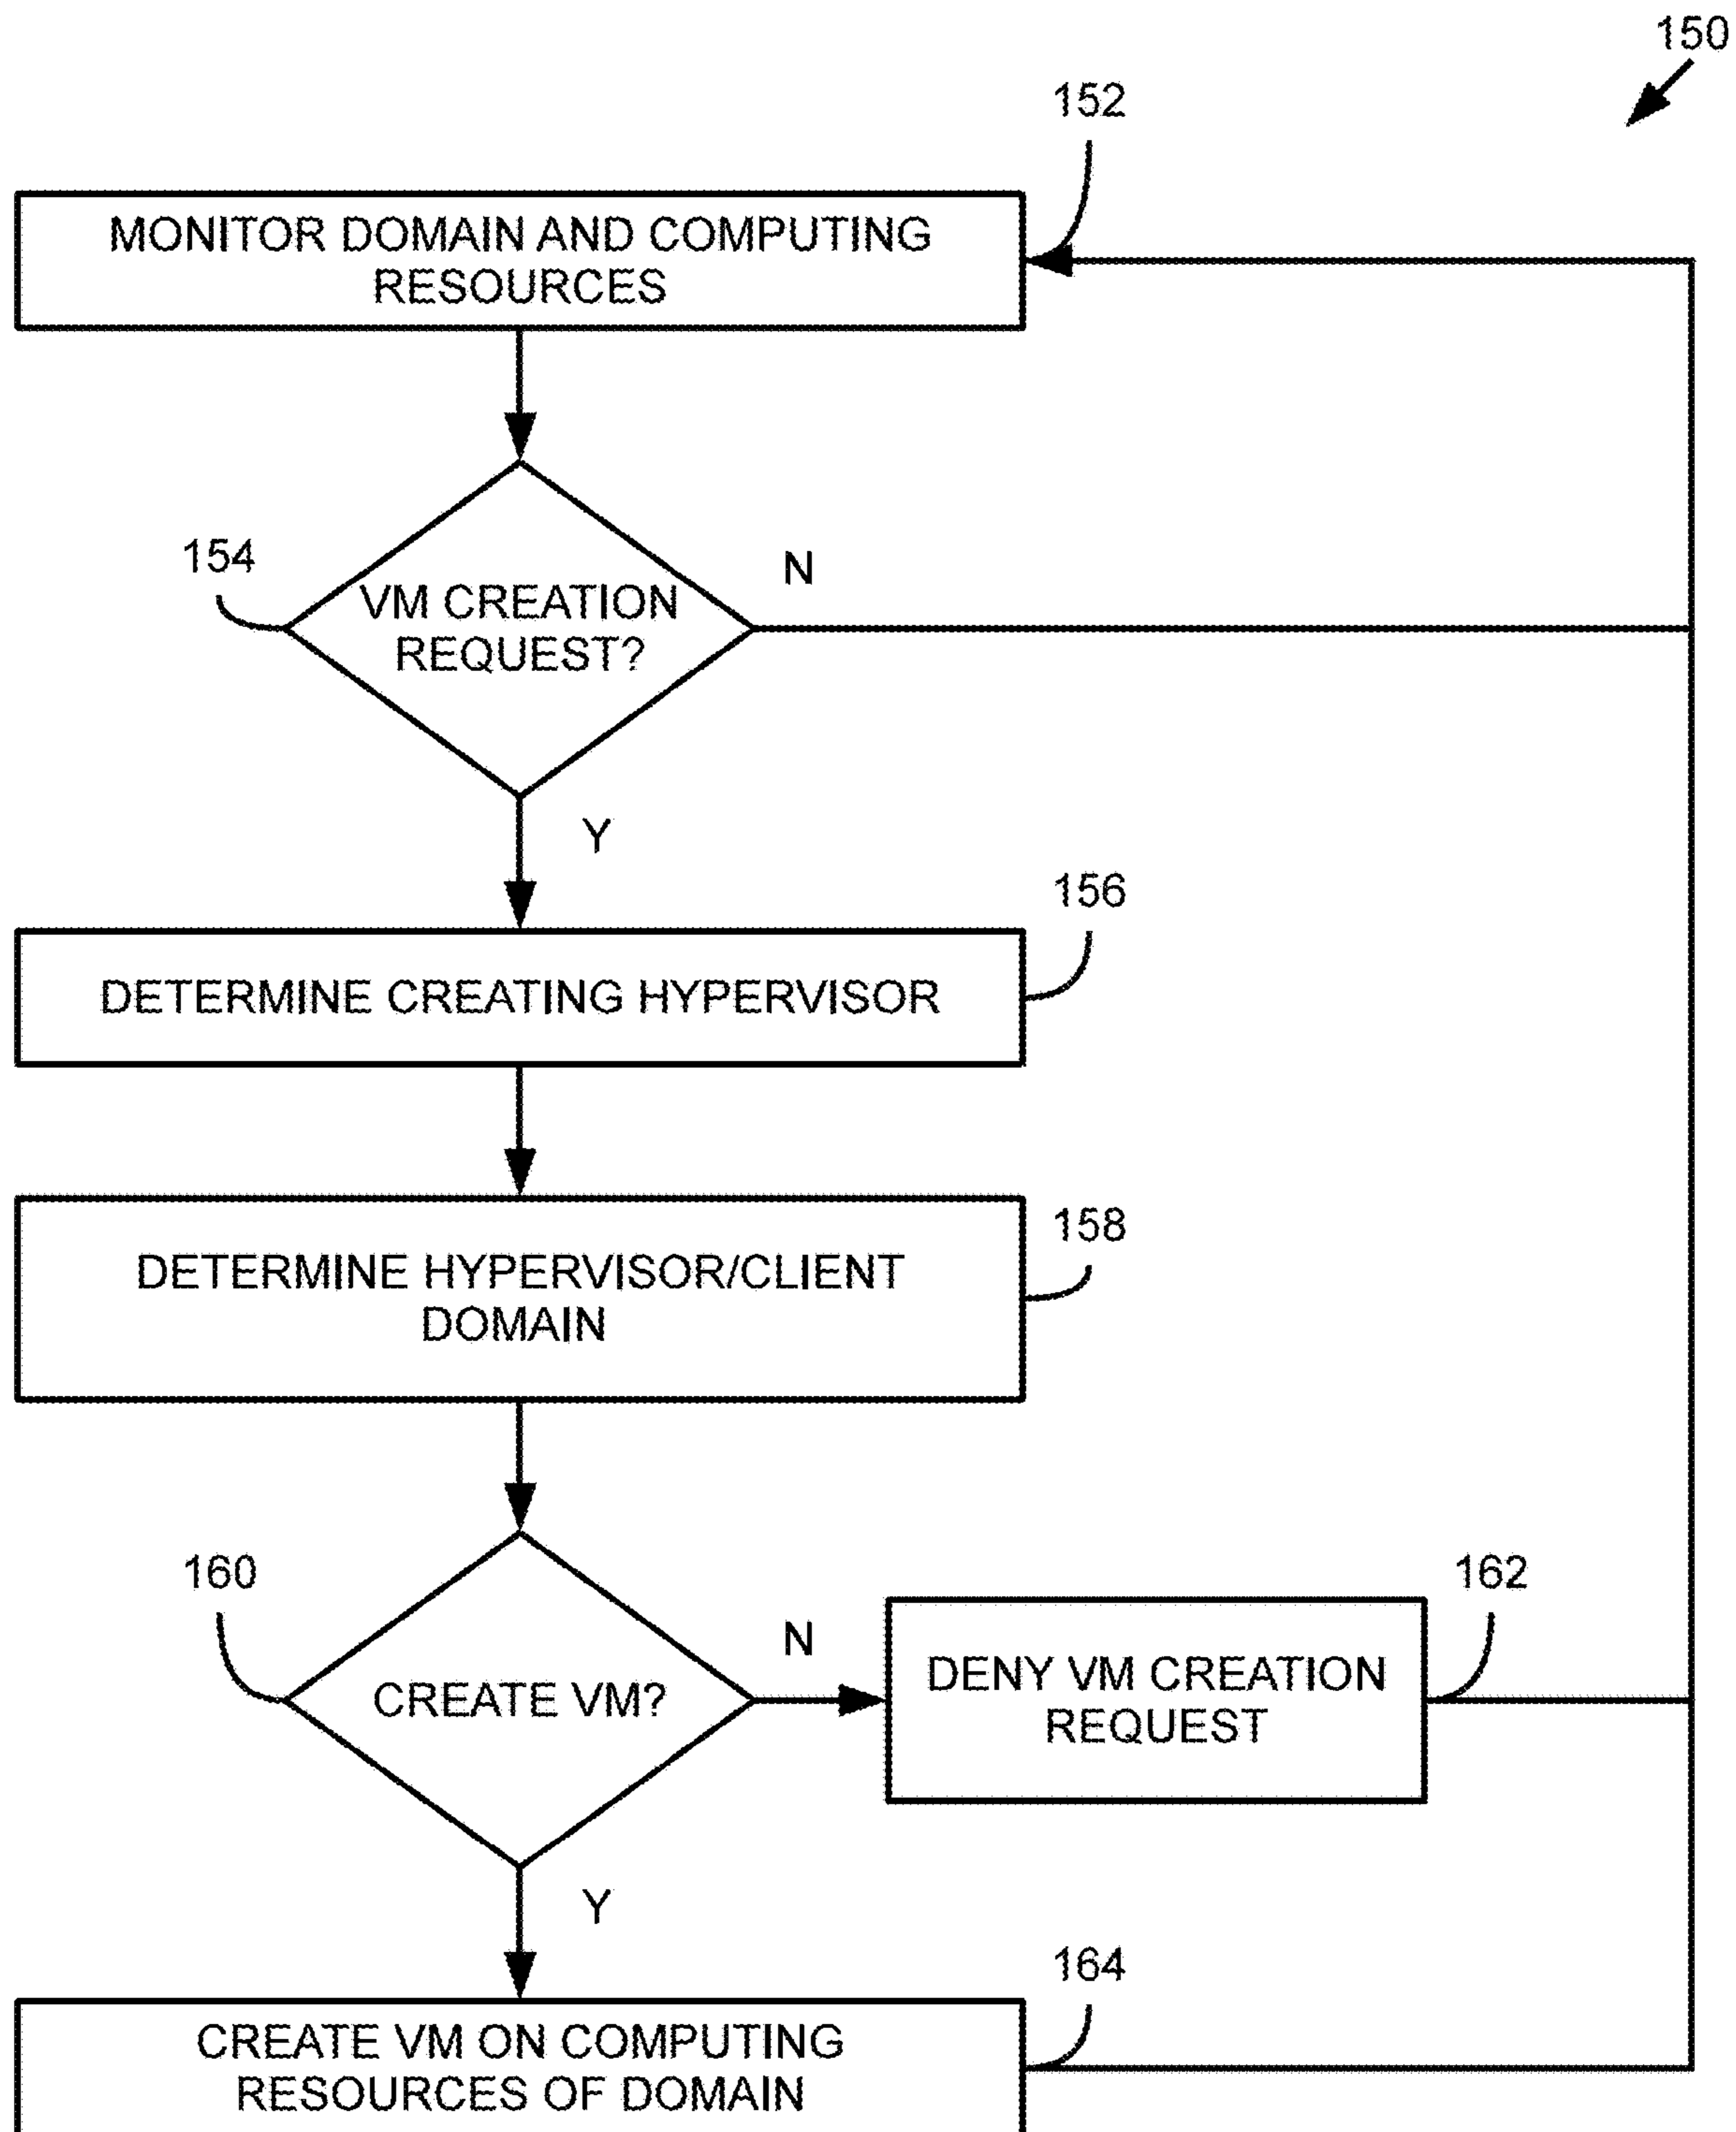 150
152
MONITOR DOMAIN AND COMPUTING
RESOURCES
154
VM CREATION
REQUEST?
N
Y
156
DETERMINE CREATING HYPERVISOR
158
DETERMINE HYPERVISOR/CLIENT
DOMAIN
160
CREATE VM?
N
162
DENY VM CREATION
REQUEST
Y
164
CREATE VM ON COMPUTING
RESOURCES OF DOMAIN